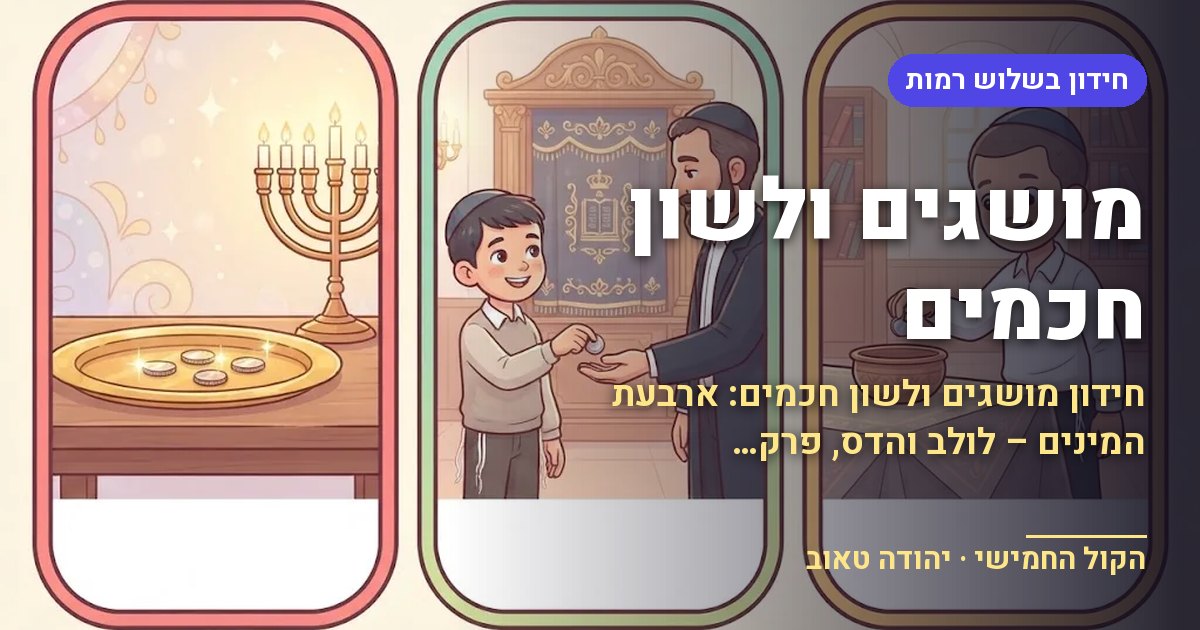 חידון בשלוש רמות
מושגים ולשון
חכמים
חידון מושגים ולשון חכמים: ארבעת
המינים – לולב והדס, פרק...
הקול החמישי · יהודה טאוב